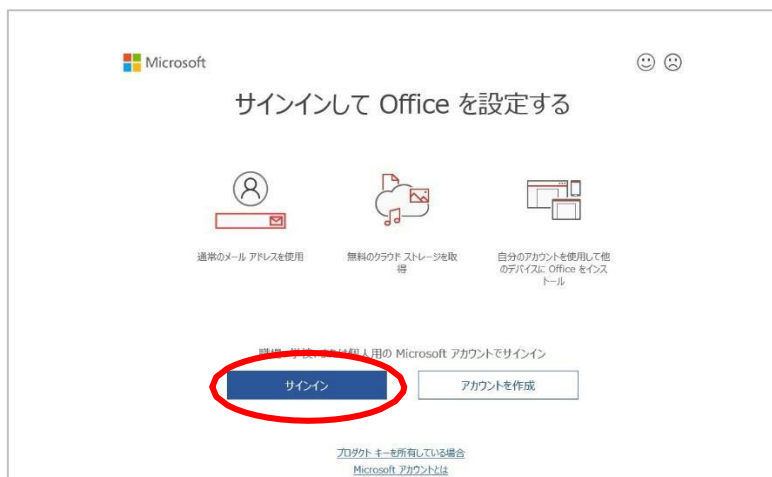 Microsoft
サインインして Office を設定する
通常のメール アドレスを使用
無料のクラウド ストレージを取
得
自分のアカウントを使用して他
のデバイスに Office をインス
トール
職場、学校、または個人用の Microsoft アカウントでサインイン
サインイン
アカウントを作成
プロダクト キーを所有している場合
Microsoft アカウントとは